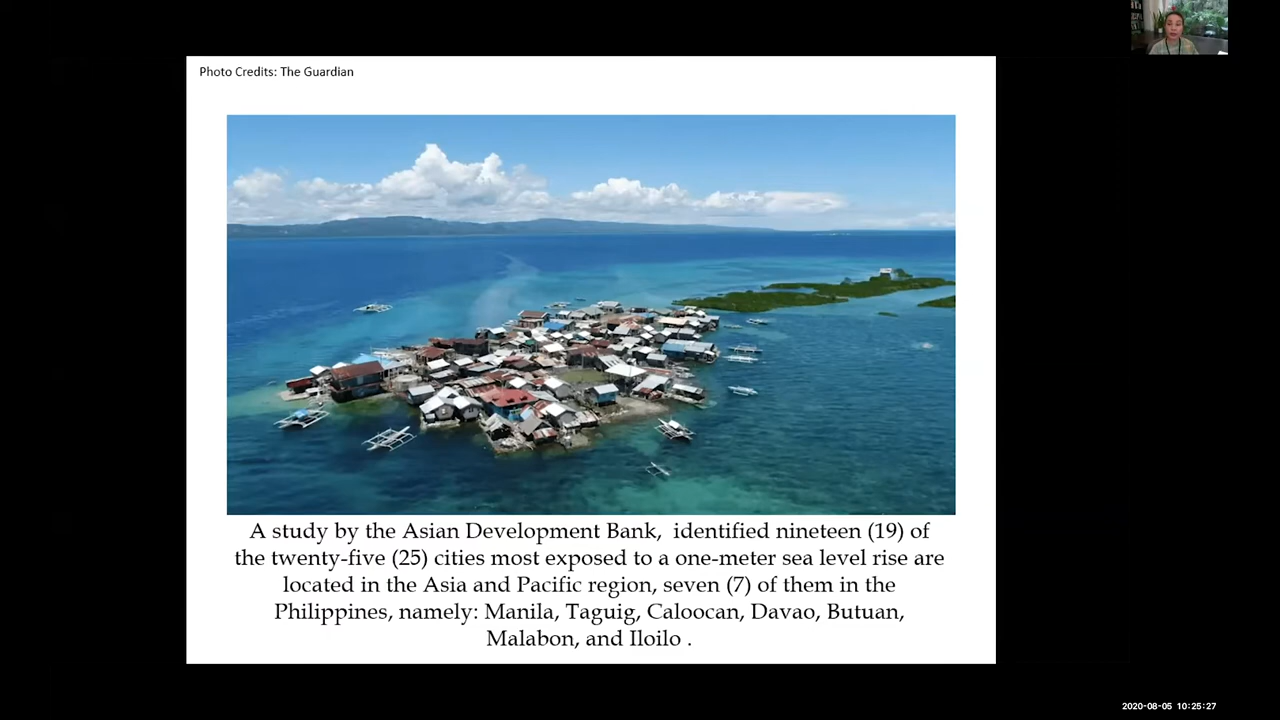 Photo Credits: The Guardian
A study by the Asian Development Bank,  identified nineteen (19) of
the twenty-five (25) cities most exposed to a one-meter sea level rise are
located in the Asia and Pacific region, seven (7) of them in the
Philippines, namely: Manila, Taguig, Caloocan, Davao, Butuan,
Malabon, and Iloilo .
2020-08-05 10:25:27